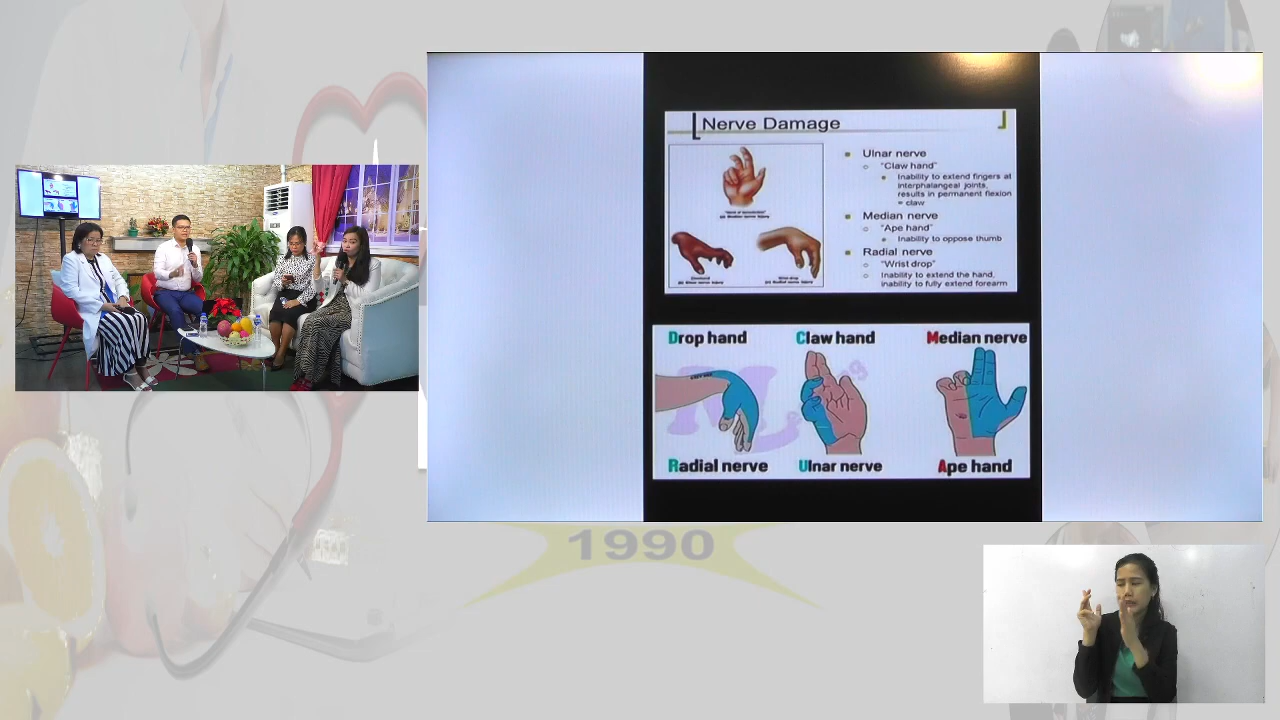 Nerve Damage
Ulnar nerve
"Claw hand"
Inability to extend fingers at
interphalangeal joints,
results in permanent flexion
= claw
Median nerve
"Ape hand"
Inability to oppose thumb
Radial nerve
"Wrist drop"
Inability to extend the hand,
inability to fully extend forearm
Drop hand
Claw hand
Median nerve
Radial nerve
Ulnar nerve
Ape hand
1990